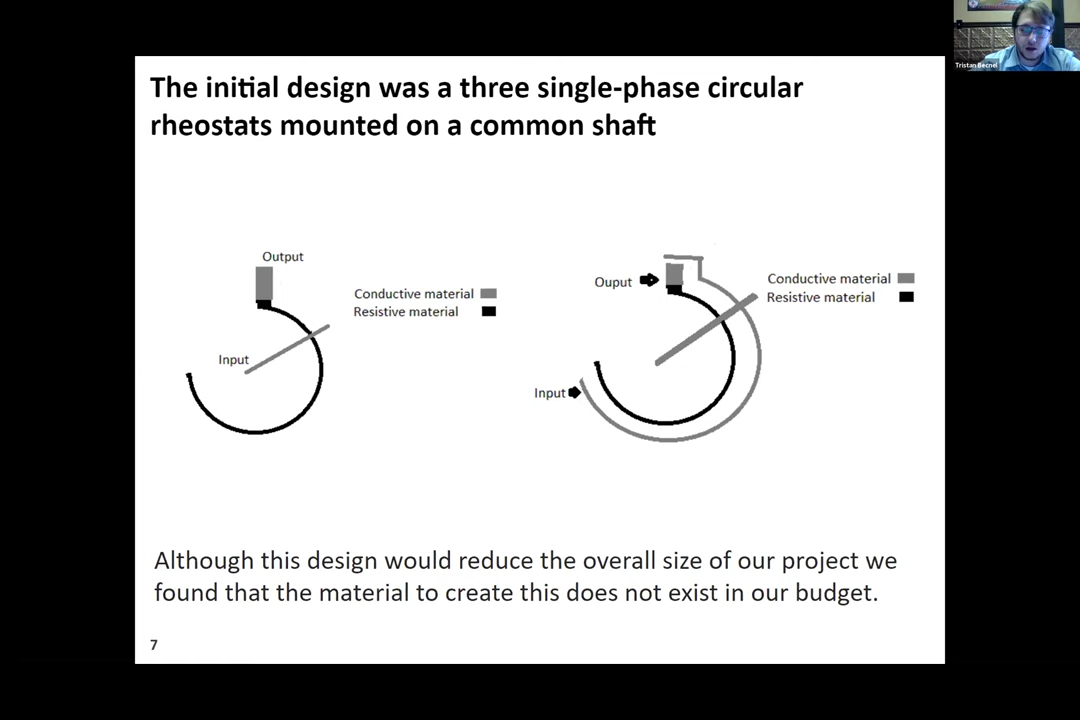 Tristan Becnel
The initial design was a three single-phase circular
rheostats mounted on a common shaft
Output
Conductive material
Resistive material
Input
Ouput
Conductive material
Resistive material
Input
Although this design would reduce the overall size of our project we
found that the material to create this does not exist in our budget.
7